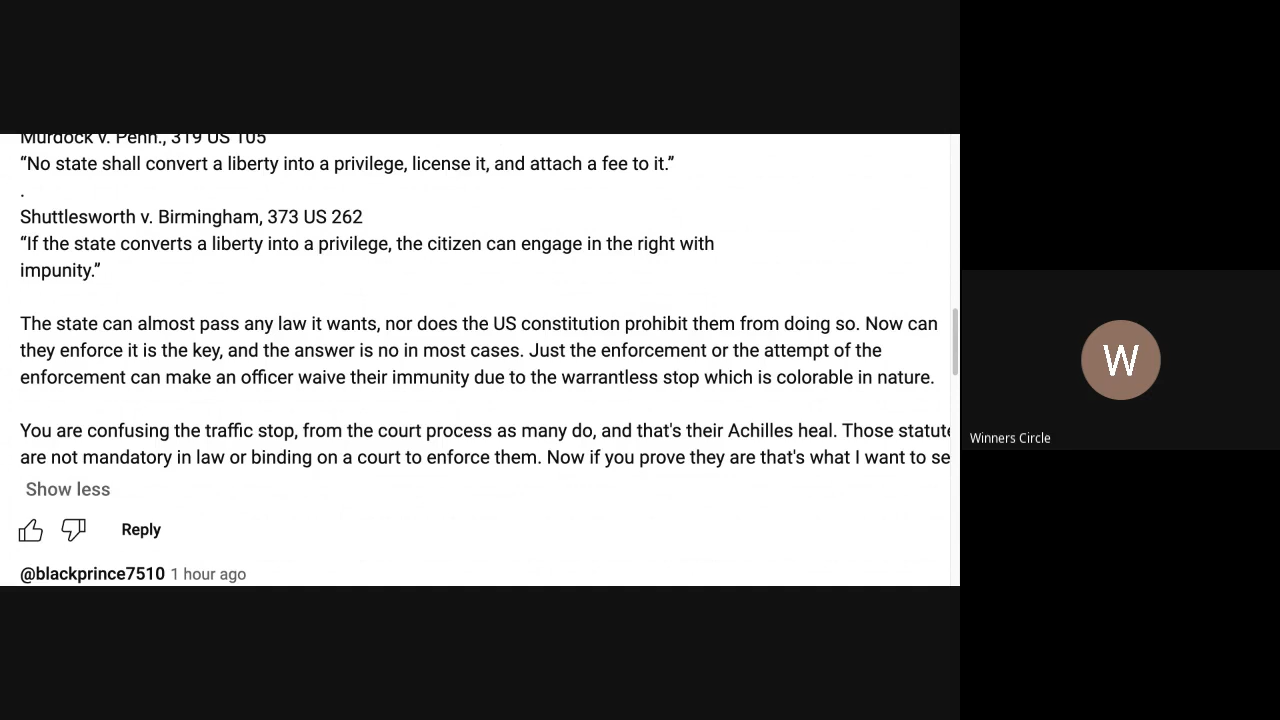 Murdock v. Penn., 319 US 105
“No state shall convert a liberty into a privilege, license it, and attach a fee to it.”
.
Shuttlesworth v. Birmingham, 373 US 262
“If the state converts a liberty into a privilege, the citizen can engage in the right with
impunity.”
The state can almost pass any law it wants, nor does the US constitution prohibit them from doing so. Now can
they enforce it is the key, and the answer is no in most cases. Just the enforcement or the attempt of the
enforcement can make an officer waive their immunity due to the warrantless stop which is colorable in nature.
You are confusing the traffic stop, from the court process as many do, and that's their Achilles heal. Those statute
are not mandatory in law or binding on a court to enforce them. Now if you prove they are that's what I want to se
Show less
Reply
@blackprince7510 1 hour ago
W
Winners Circle